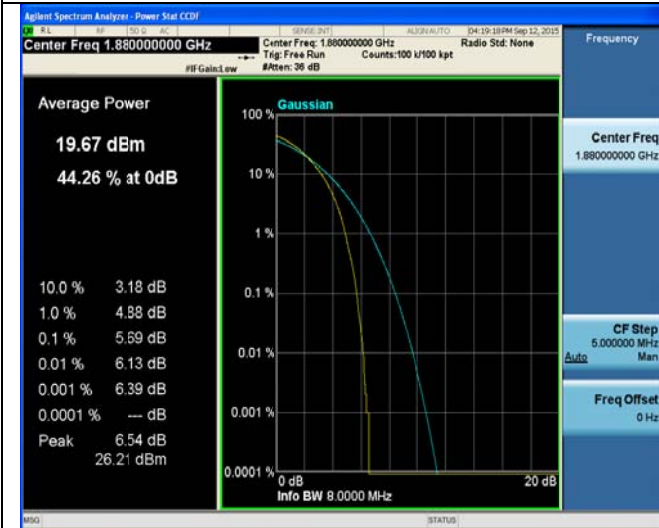 Agilent Spectrum Analyzer - Power Stat CCDF
RL RF 50 Ω AC SENSE:INT ALIGN AUTO 04:19:18PM Sep 12, 2015
Center Freq 1.880000000 GHz
Center Freq: 1.880000000 GHz Radio Std: None
Trig: Free Run Counts:100 k/100 kpt
#IFGain:Low #Atten: 36 dB
Frequency
Average Power
19.67 dBm
44.26 % at 0dB
10.0 % 3.18 dB
1.0 % 4.88 dB
0.1 % 5.69 dB
0.01 % 6.13 dB
0.001 % 6.39 dB
0.0001 % --- dB
Peak 6.54 dB
26.21 dBm
Gaussian
100 %
10 %
1 %
0.1 %
0.01 %
0.001 %
0.0001 %
0 dB 20 dB
Info BW 8.0000 MHz
Center Freq
1.880000000 GHz
CF Step
5.000000 MHz
Auto Man
Freq Offset
0 Hz
MSG STATUS